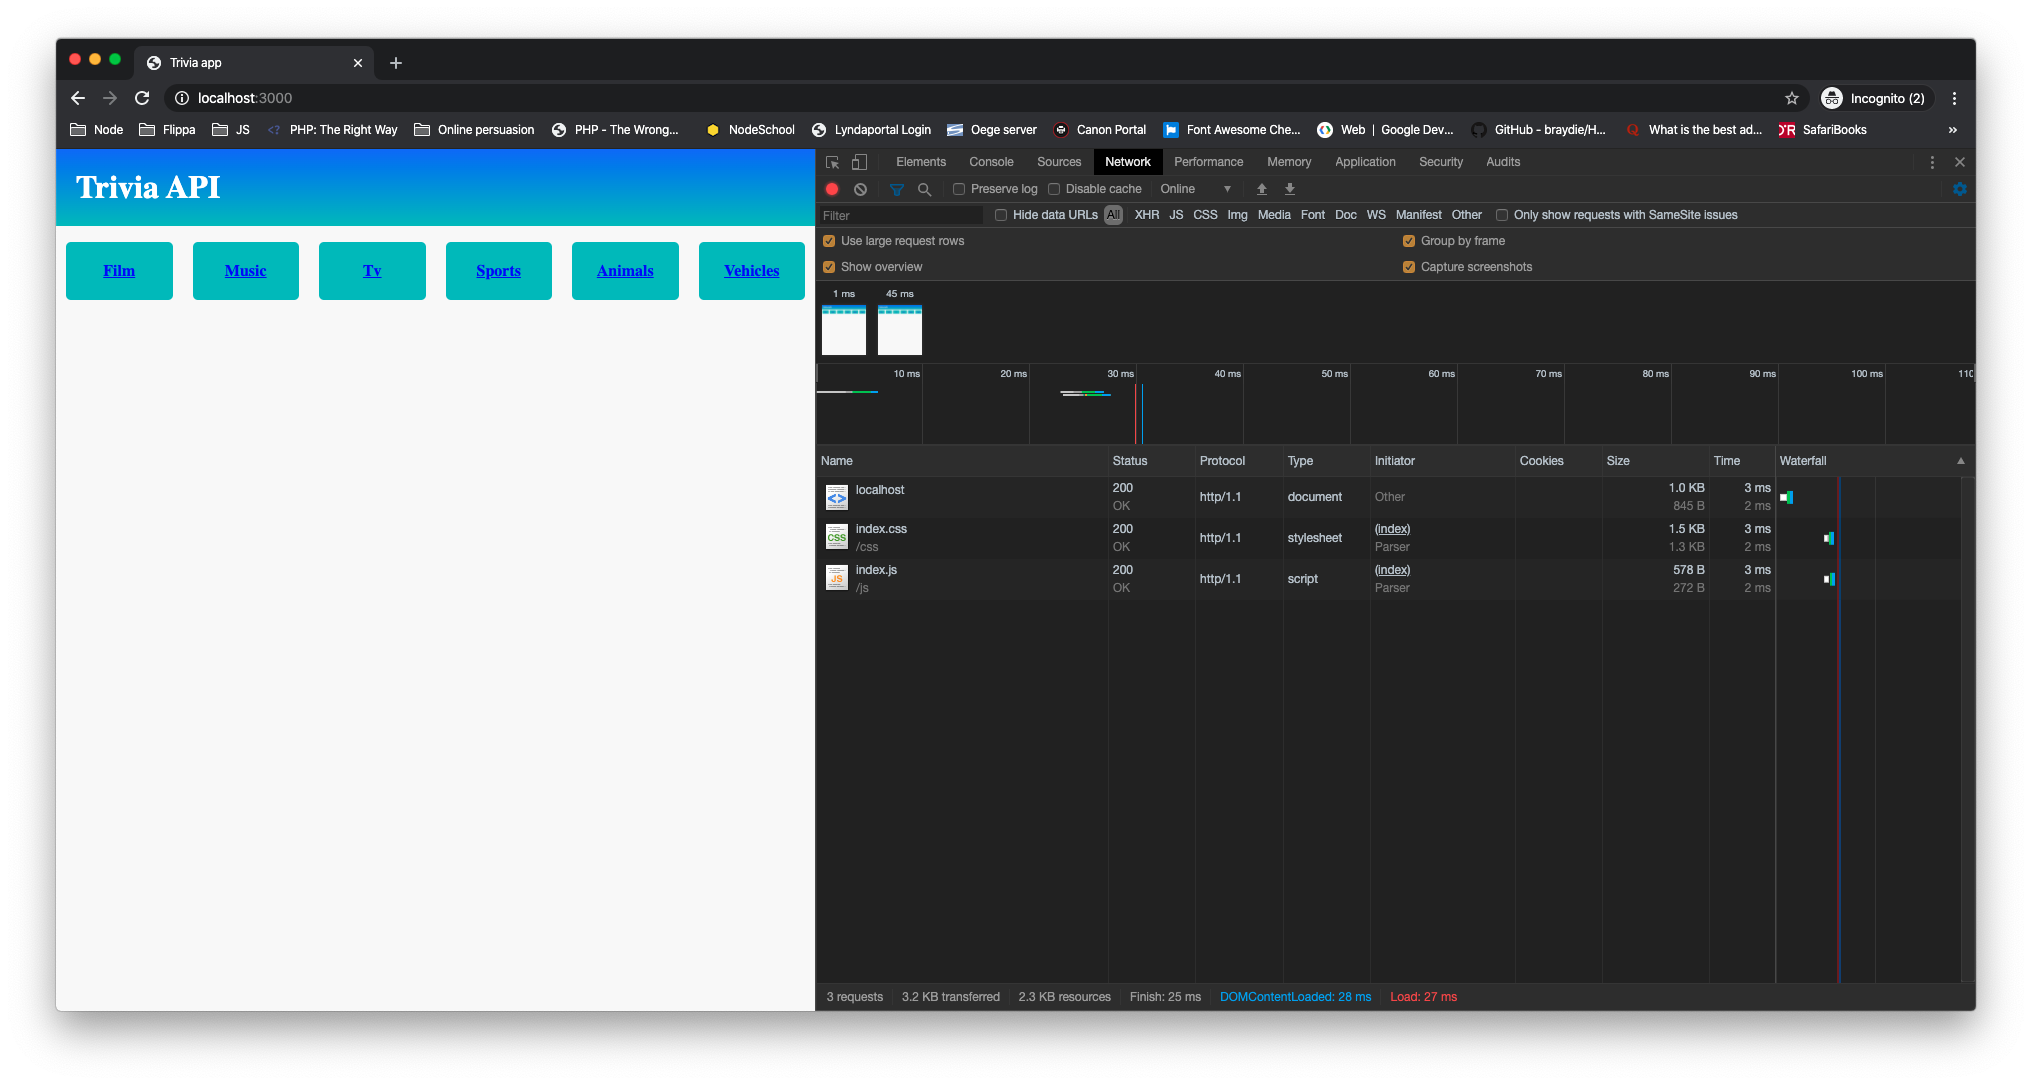 Trivia app
localhost:3000
Incognito (2)
Node Flippa JS PHP: The Right Way Online persuasion PHP - The Wrong... NodeSchool Lyndaportal Login Oege server Canon Portal Font Awesome Che... Web | Google Dev... GitHub - braydie/H... What is the best ad... SafariBooks »
Trivia API
Film Music Tv Sports Animals Vehicles
Elements Console Sources Network Performance Memory Application Security Audits
Preserve log Disable cache Online
Filter Hide data URLs All XHR JS CSS Img Media Font Doc WS Manifest Other Only show requests with SameSite issues
Use large request rows Group by frame
Show overview Capture screenshots
1 ms 45 ms
10 ms 20 ms 30 ms 40 ms 50 ms 60 ms 70 ms 80 ms 90 ms 100 ms 110
Name Status Protocol Type Initiator Cookies Size Time Waterfall
localhost 200 http/1.1 document Other 1.0 KB 3 ms
OK 845 B 2 ms
index.css 200 http/1.1 stylesheet (index) 1.5 KB 3 ms
/css OK Parser 1.3 KB 2 ms
index.js 200 http/1.1 script (index) 578 B 3 ms
/js OK Parser 272 B 2 ms
3 requests 3.2 KB transferred 2.3 KB resources Finish: 25 ms DOMContentLoaded: 28 ms Load: 27 ms